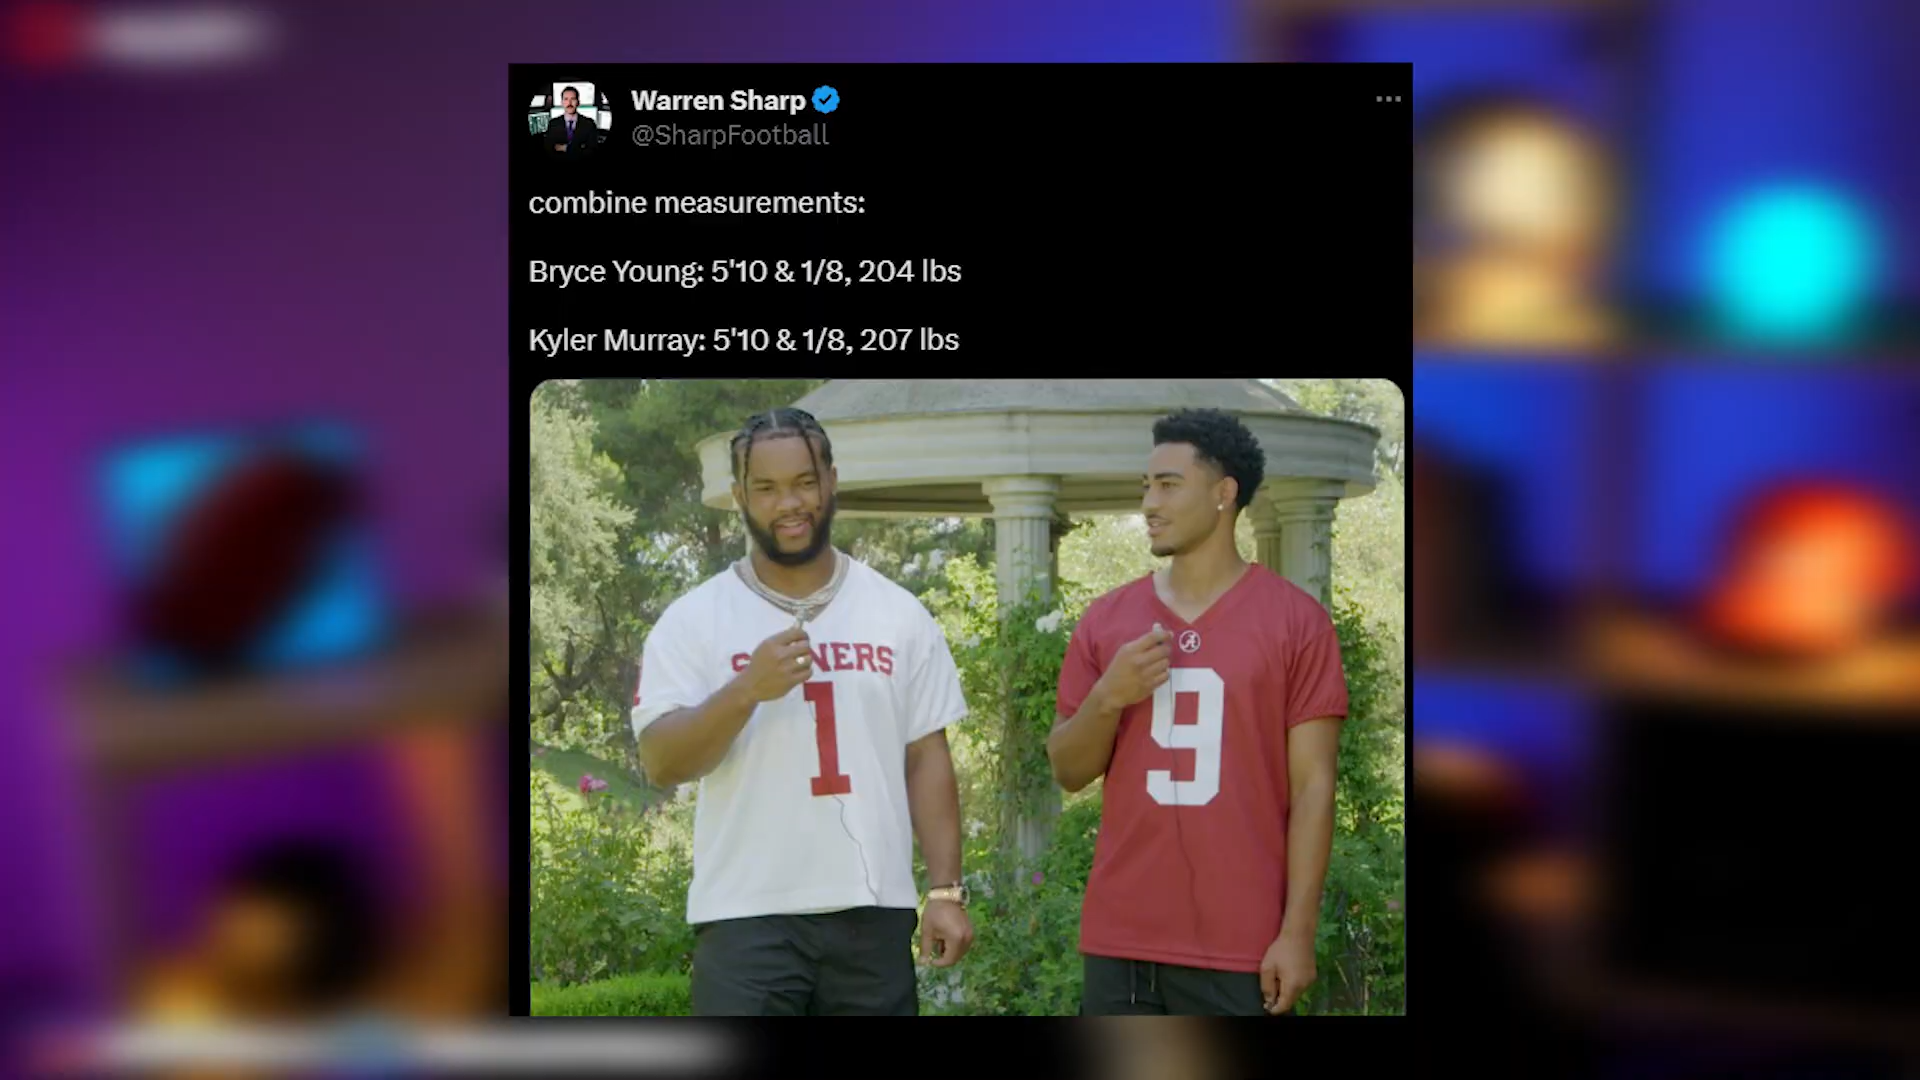 Warren Sharp
@SharpFootball
combine measurements:
Bryce Young: 5'10 & 1/8, 204 lbs
Kyler Murray: 5'10 & 1/8, 207 lbs
1
9